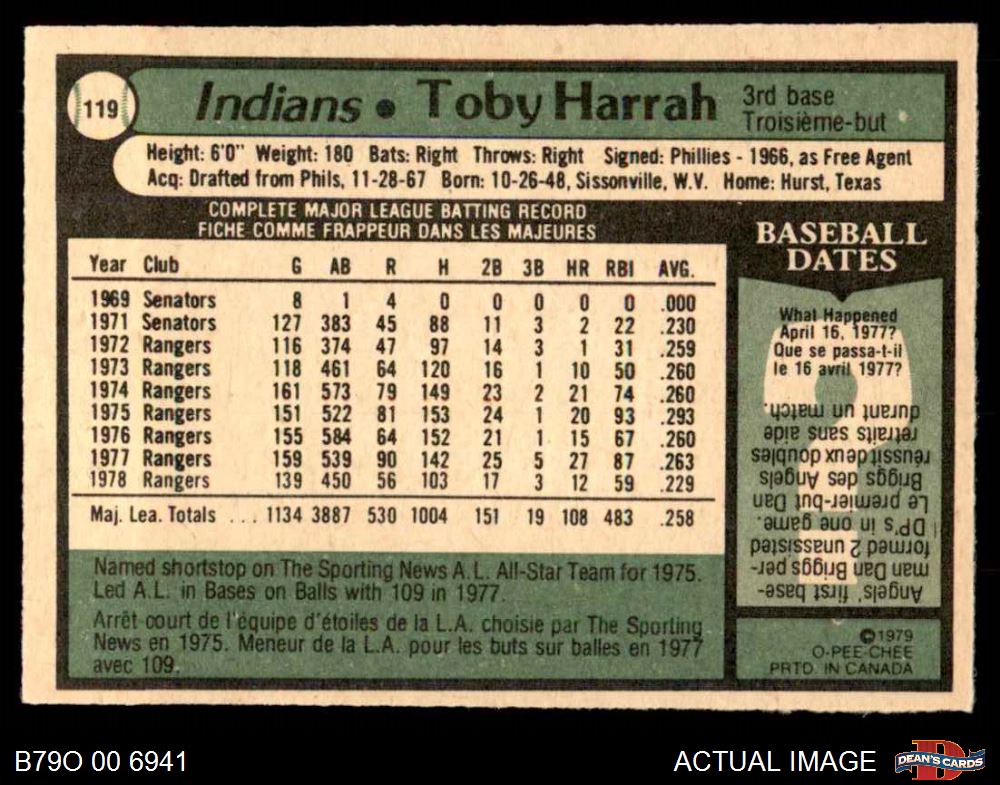 119
Indians • Toby Harrah
3rd base
Troisième-but
Height: 6'0" Weight: 180 Bats: Right Throws: Right Signed: Phillies - 1966, as Free Agent
Acq: Drafted from Phils, 11-28-67 Born: 10-26-48, Sissonville, W.V. Home: Hurst, Texas
COMPLETE MAJOR LEAGUE BATTING RECORD
FICHE COMME FRAPPEUR DANS LES MAJEURES
Year Club G AB R H 2B 3B HR RBI AVG.
1969 Senators 8 1 4 0 0 0 0 0 .000
1971 Senators 127 383 45 88 11 3 2 22 .230
1972 Rangers 116 374 47 97 14 3 1 31 .259
1973 Rangers 118 461 64 120 16 1 10 50 .260
1974 Rangers 161 573 79 149 23 2 21 74 .260
1975 Rangers 151 522 81 153 24 1 20 93 .293
1976 Rangers 155 584 64 152 21 1 15 67 .260
1977 Rangers 159 539 90 142 25 5 27 87 .263
1978 Rangers 139 450 56 103 17 3 12 59 .229
Maj. Lea. Totals ... 1134 3887 530 1004 151 19 108 483 .258
Named shortstop on The Sporting News A.L. All-Star Team for 1975.
Led A.L. in Bases on Balls with 109 in 1977.
Arrêt-court de l'équipe d'étoiles de la L.A. choisie par The Sporting
News en 1975. Meneur de la L.A. pour les buts sur balles en 1977
avec 109.
BASEBALL
DATES
What Happened
April 16, 1977?
Que se passa-t-il
le 16 avril 1977?
Angels' first base-
man Dan Briggs per-
formed 2 unassisted
DP's in one game.
Le premier-but Dan
Briggs des Angels
réussit deux doubles
retraits sans aide
durant un match.
©1979
O-PEE-CHEE
PRTD. IN CANADA
B79O 00 6941
ACTUAL IMAGE
D
DEAN'S CARDS